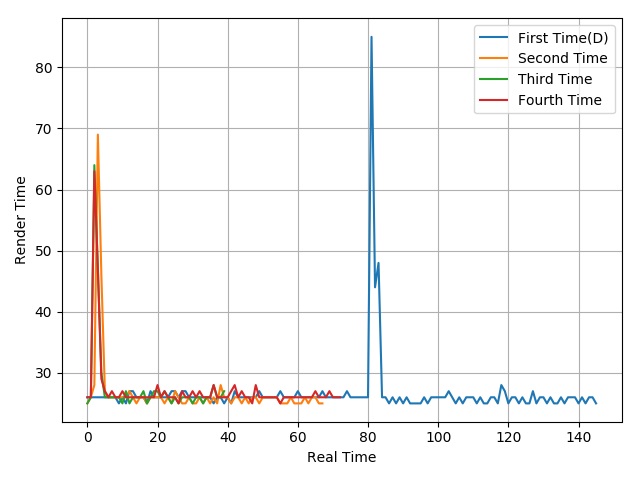 First Time(D)
Second Time
Third Time
Fourth Time
80
70
60
50
40
30
Render Time
0 20 40 60 80 100 120 140
Real Time